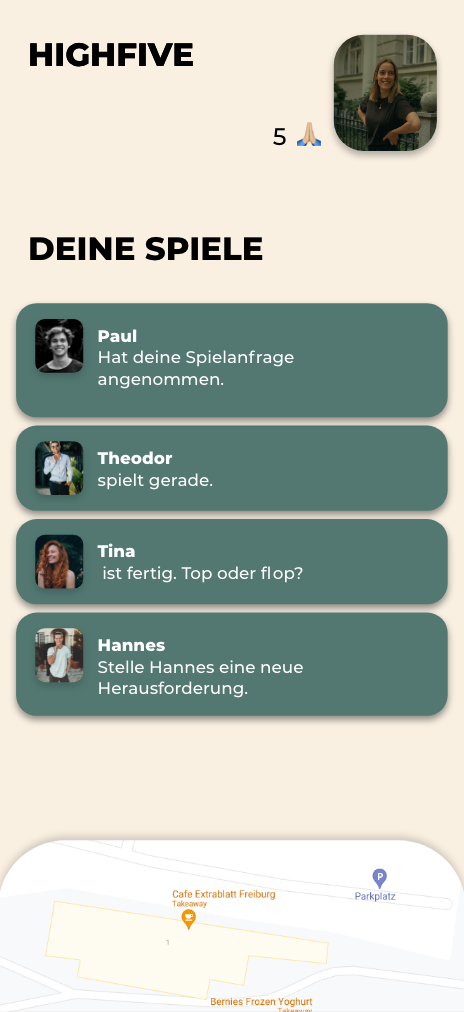 HIGHFIVE
5 🙏
DEINE SPIELE
Paul
Hat deine Spielanfrage
angenommen.
Theodor
spielt gerade.
Tina
ist fertig. Top oder flop?
Hannes
Stelle Hannes eine neue
Herausforderung.
P
Parkplatz
Cafe Extrablatt Freiburg
Takeaway
1
Bernies Frozen Yoghurt
Takeaway